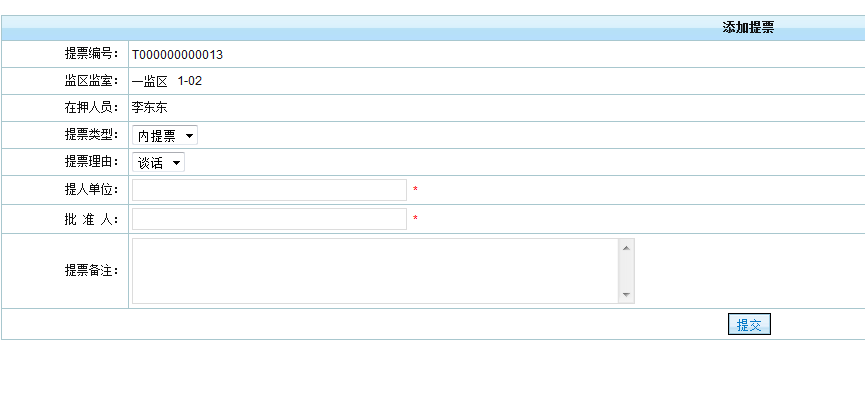 添加提票
提票编号： T000000000013
监区监室： 一监区 1-02
在押人员： 李东东
提票类型： 内提票
提票理由： 谈话
提人单位： *
批 准 人： *
提票备注：
提交